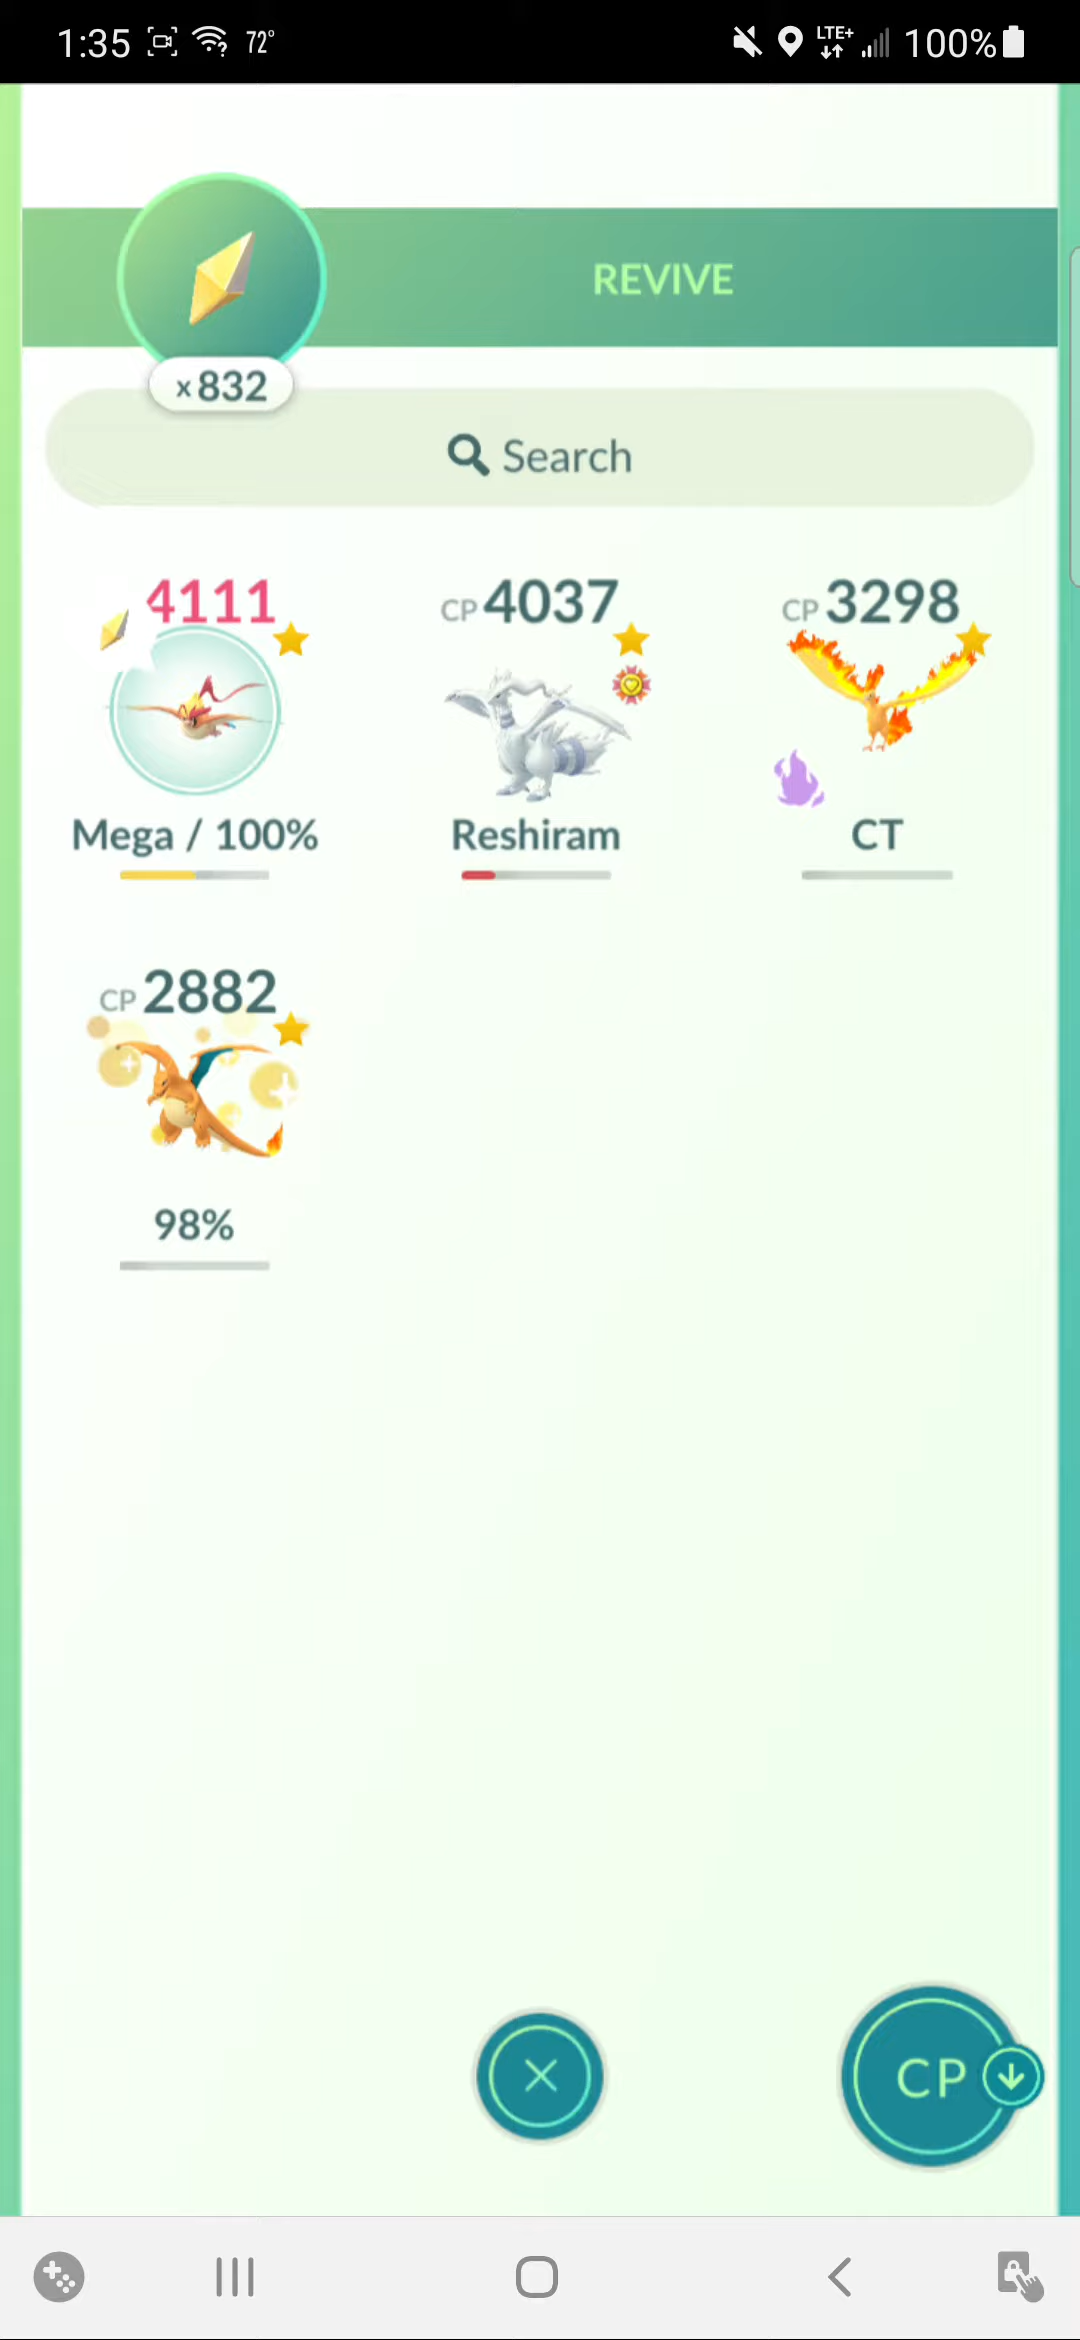 1:35 72° LTE+ 100%
REVIVE
×832
Search
4111
CP 4037
CP 3298
Mega / 100%
Reshiram
CT
CP 2882
98%
CP